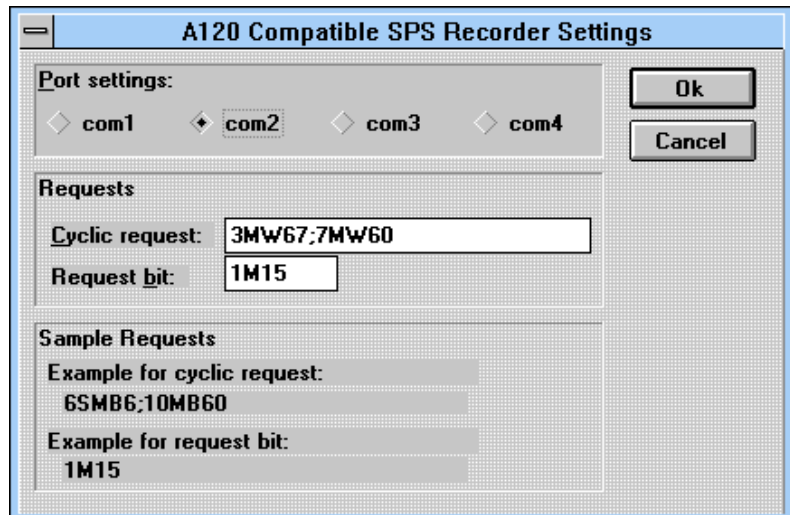 A120 Compatible SPS Recorder Settings
Port settings:
com1 com2 com3 com4
Ok
Cancel
Requests
Cyclic request: 3MW67;7MW60
Request bit: 1M15
Sample Requests
Example for cyclic request:
6SMB6;10MB60
Example for request bit:
1M15